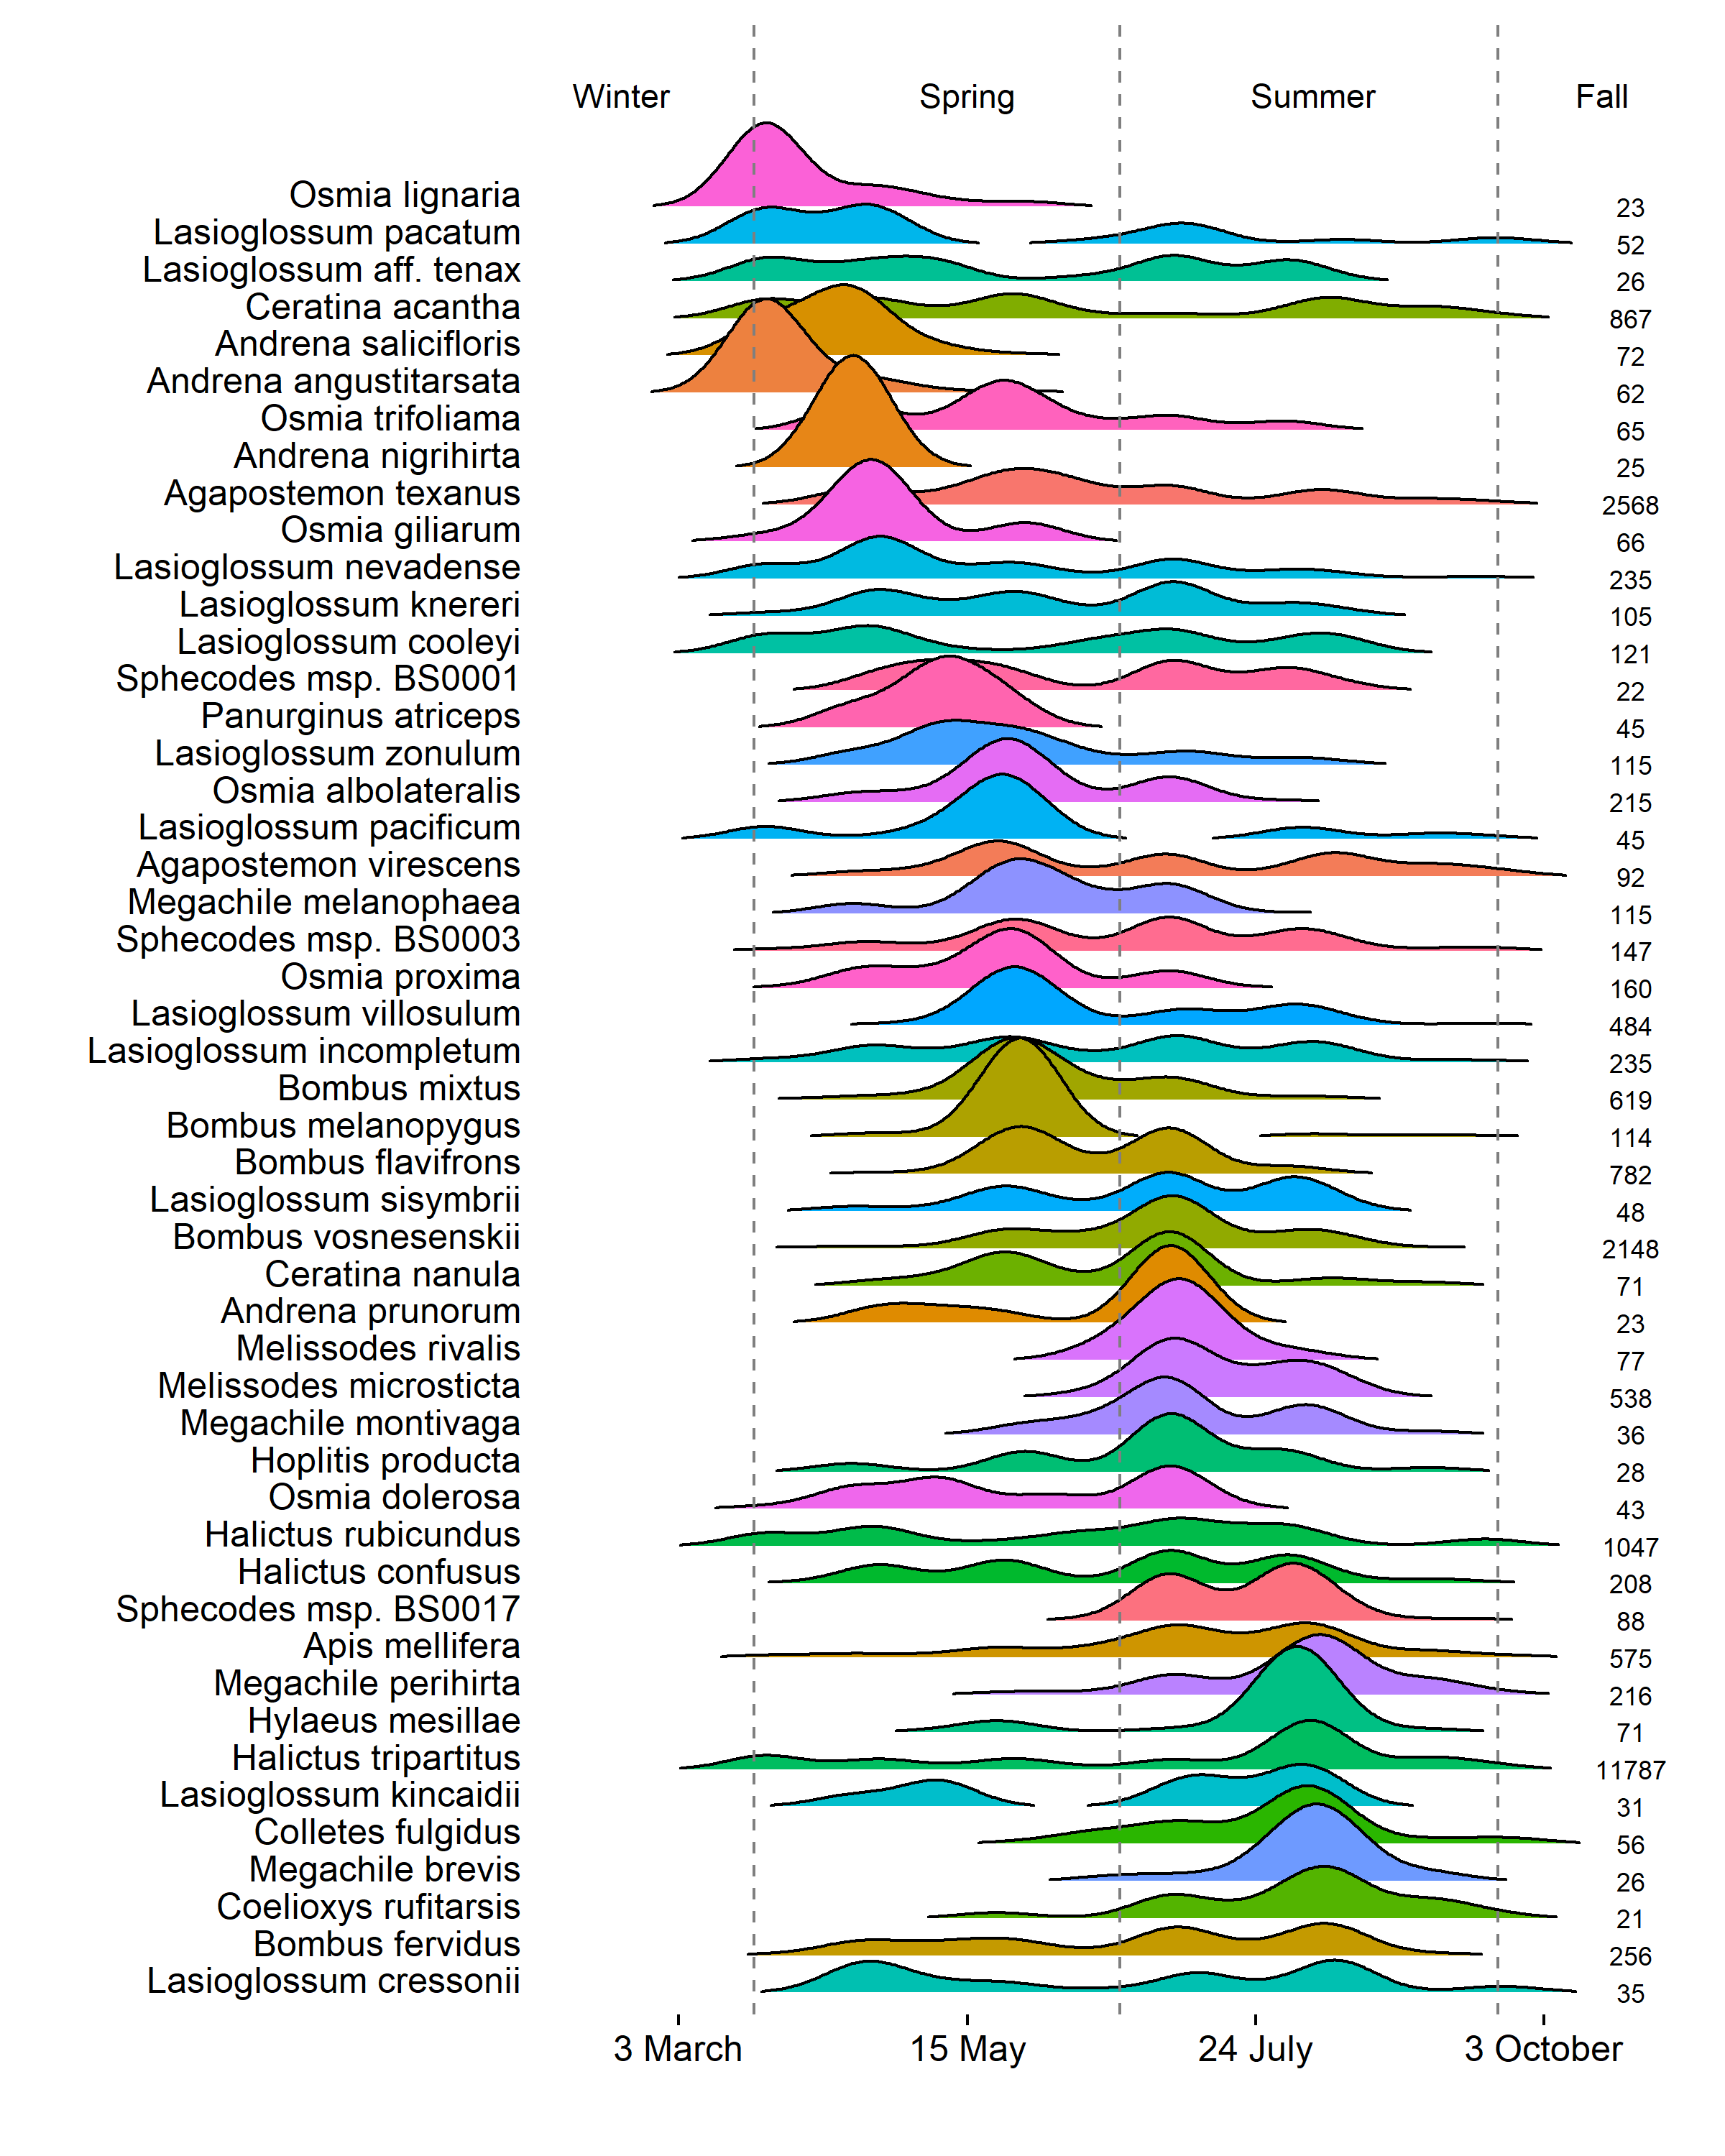 Winter Spring Summer Fall
Osmia lignaria 23
Lasioglossum pacatum 52
Lasioglossum aff. tenax 26
Ceratina acantha 867
Andrena salicifloris 72
Andrena angustitarsata 62
Osmia trifoliama 65
Andrena nigrihirta 25
Agapostemon texanus 2568
Osmia giliarum 66
Lasioglossum nevadense 235
Lasioglossum knereri 105
Lasioglossum cooleyi 121
Sphecodes msp. BS0001 22
Panurginus atriceps 45
Lasioglossum zonulum 115
Osmia albolateralis 215
Lasioglossum pacificum 45
Agapostemon virescens 92
Megachile melanophaea 115
Sphecodes msp. BS0003 147
Osmia proxima 160
Lasioglossum villosulum 484
Lasioglossum incompletum 235
Bombus mixtus 619
Bombus melanopygus 114
Bombus flavifrons 782
Lasioglossum sisymbrii 48
Bombus vosnesenskii 2148
Ceratina nanula 71
Andrena prunorum 23
Melissodes rivalis 77
Melissodes microsticta 538
Megachile montivaga 36
Hoplitis producta 28
Osmia dolerosa 43
Halictus rubicundus 1047
Halictus confusus 208
Sphecodes msp. BS0017 88
Apis mellifera 575
Megachile perihirta 216
Hylaeus mesillae 71
Halictus tripartitus 11787
Lasioglossum kincaidii 31
Colletes fulgidus 56
Megachile brevis 26
Coelioxys rufitarsis 21
Bombus fervidus 256
Lasioglossum cressonii 35
3 March 15 May 24 July 3 October